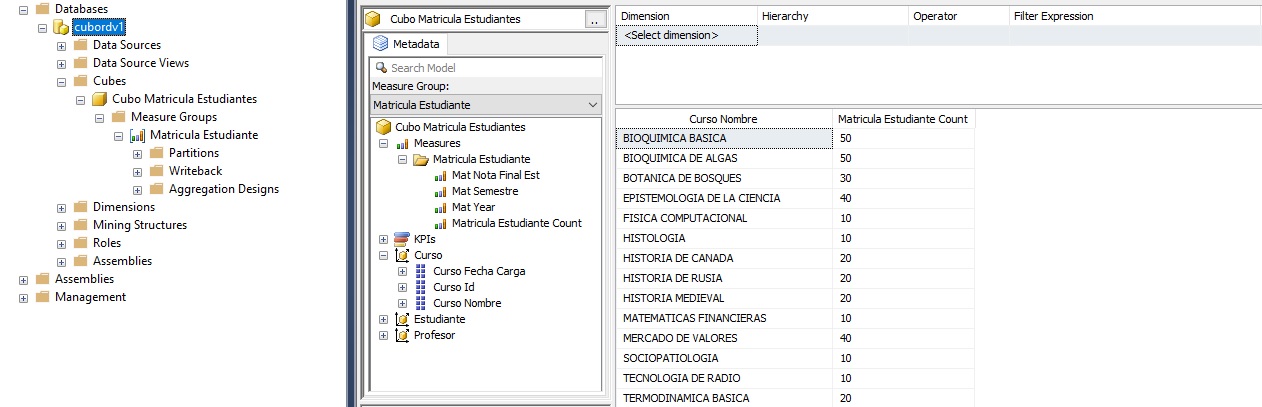 Databases
cubordv1
Data Sources
Data Source Views
Cubes
Cubo Matricula Estudiantes
Measure Groups
Matricula Estudiante
Partitions
Writeback
Aggregation Designs
Dimensions
Mining Structures
Roles
Assemblies
Assemblies
Management
Cubo Matricula Estudiantes
..
Metadata
Search Model
Measure Group:
Matricula Estudiante
Cubo Matricula Estudiantes
Measures
Matricula Estudiante
Mat Nota Final Est
Mat Semestre
Mat Year
Matricula Estudiante Count
KPIs
Curso
Curso Fecha Carga
Curso Id
Curso Nombre
Estudiante
Profesor
Dimension Hierarchy Operator Filter Expression
<Select dimension>
Curso Nombre Matricula Estudiante Count
BIOQUIMICA BASICA 50
BIOQUIMICA DE ALGAS 50
BOTANICA DE BOSQUES 30
EPISTEMOLOGIA DE LA CIENCIA 40
FISICA COMPUTACIONAL 10
HISTOLOGIA 10
HISTORIA DE CANADA 20
HISTORIA DE RUSIA 20
HISTORIA MEDIEVAL 20
MATEMATICAS FINANCIERAS 10
MERCADO DE VALORES 40
SOCIOPATIOLOGIA 10
TECNOLOGIA DE RADIO 10
TERMODINAMICA BASICA 20